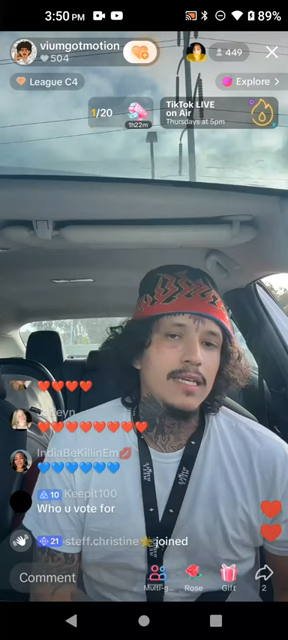 3:50 PM
89%
viumgotmotion
504
449
League C4
Explore >
1/20
1h22m
TikTok LIVE
on Air
Thursdays at 5pm
IndiaBeKillinEm💋
10 Keepit100
Who u vote for
21 steff.christine⭐ joined
Comment
Multi-g...
Rose
Gift
2